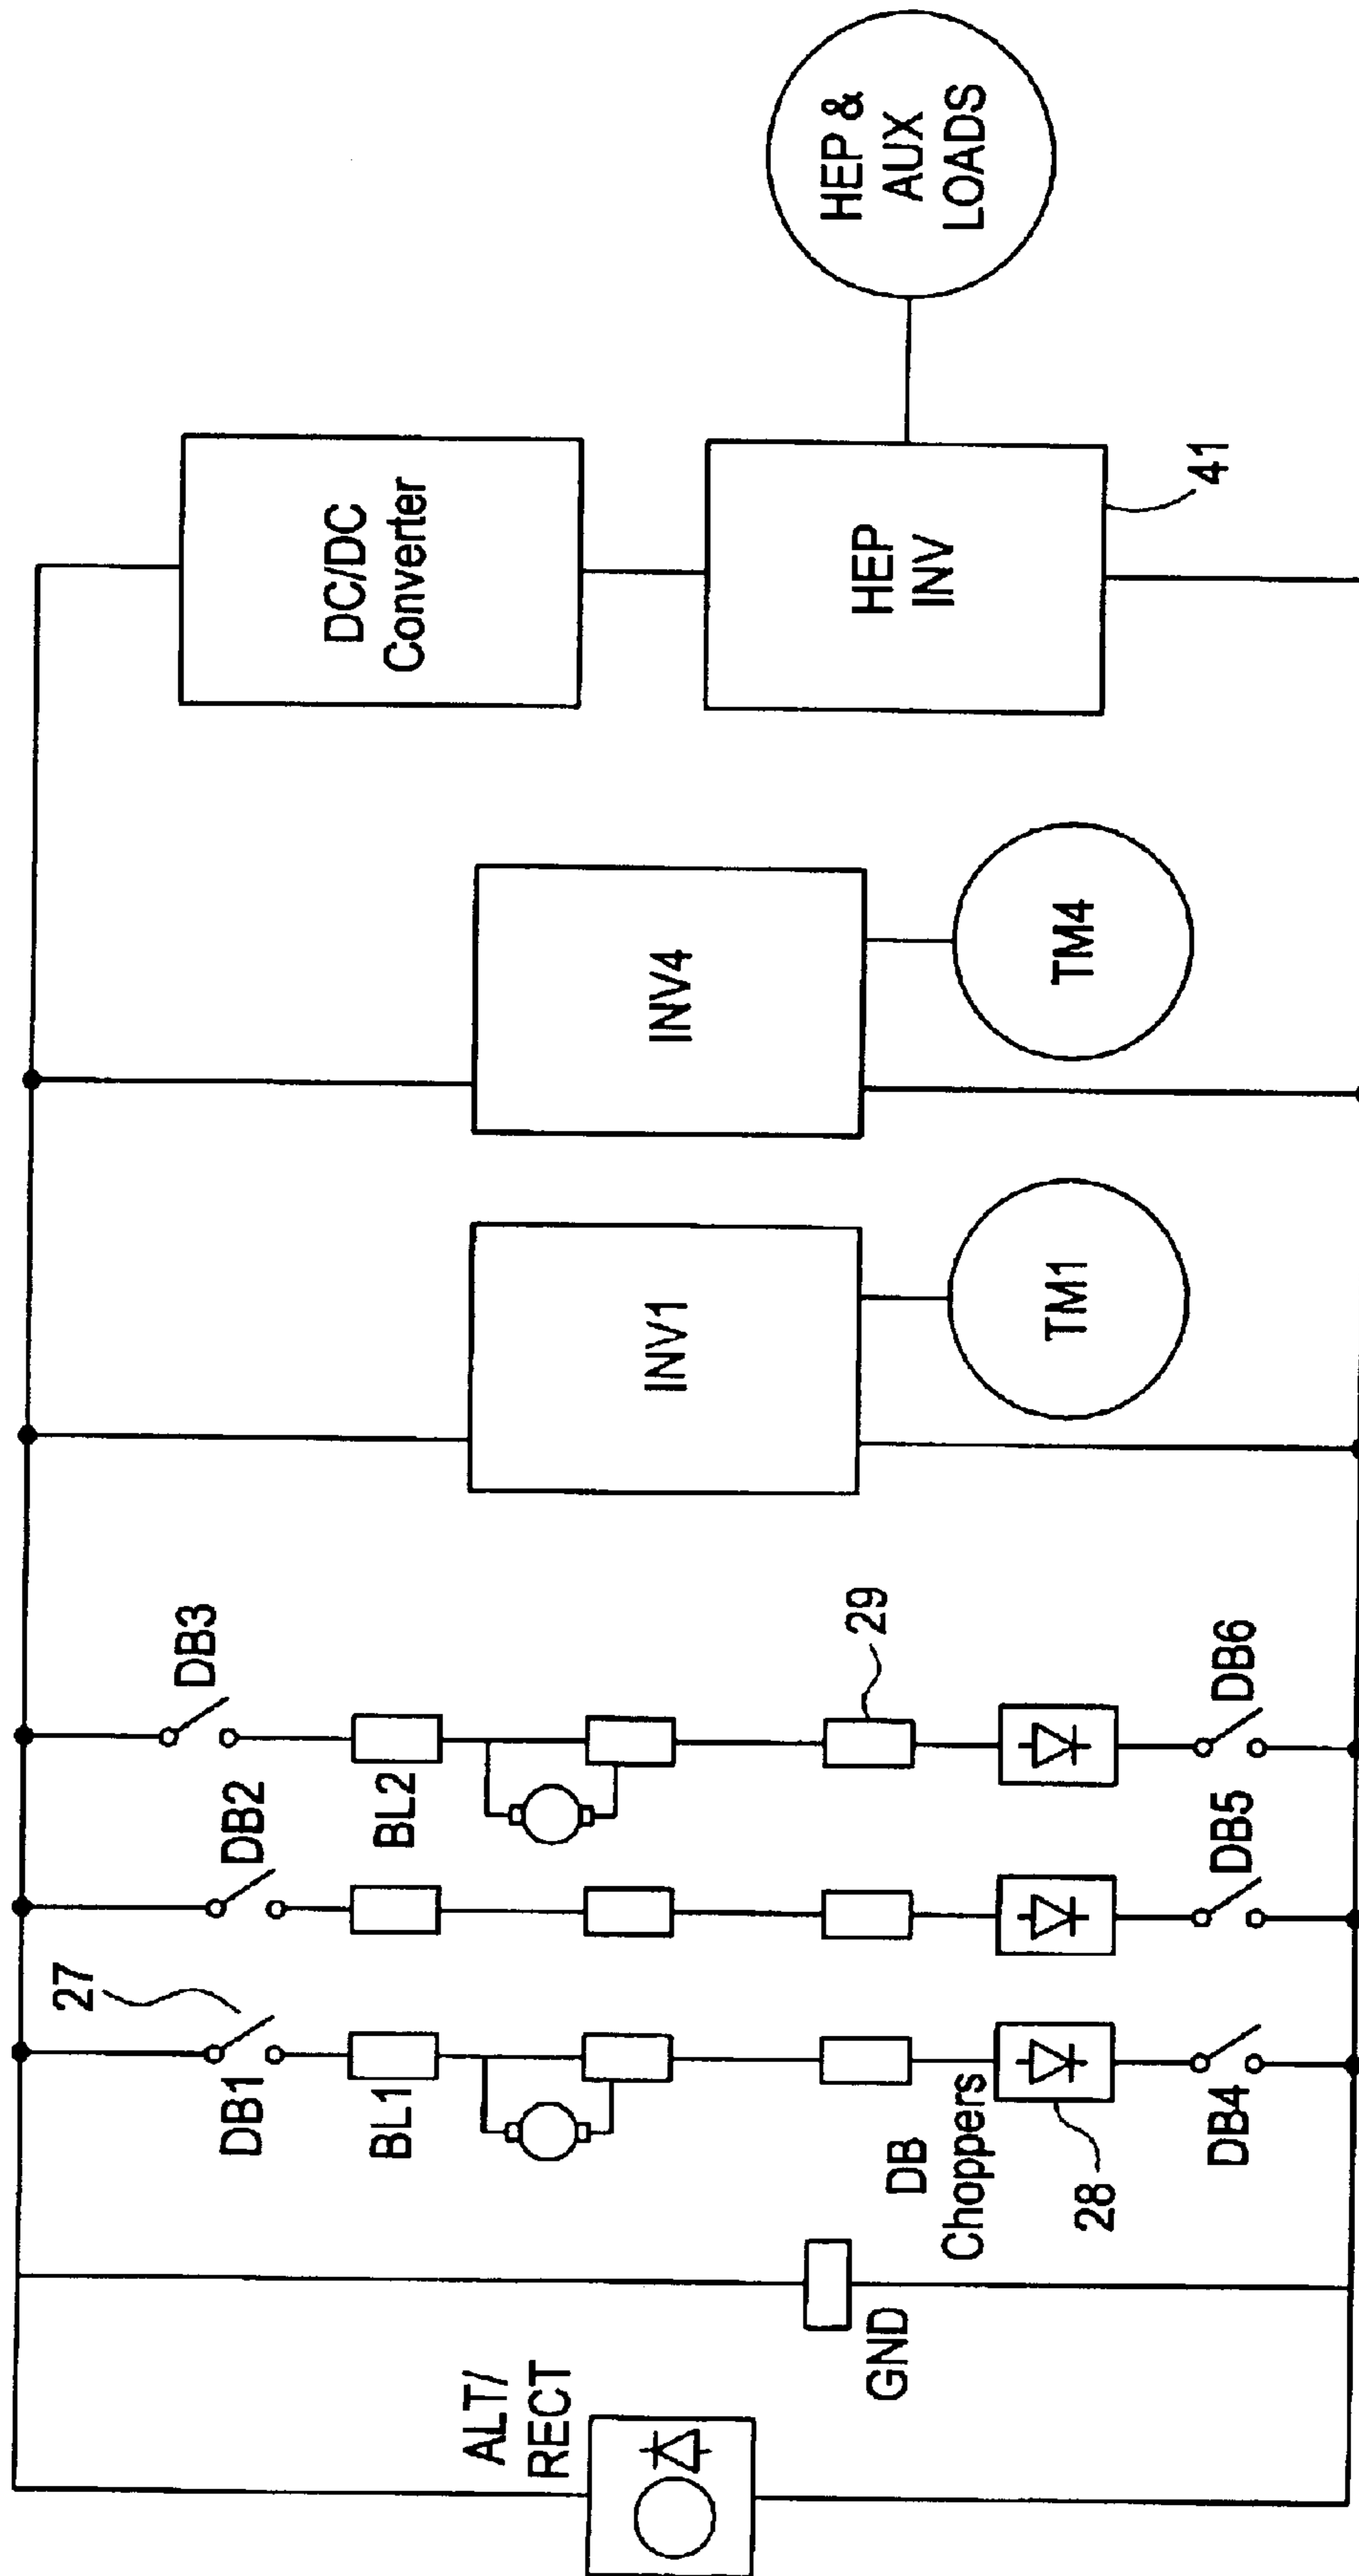 ALT/
RECT
GND
27
DB1
DB2
DB3
BL1
BL2
29
DB
Choppers
28
DB4
DB5
DB6
INV1
TM1
INV4
TM4
DC/DC
Converter
HEP
INV
41
HEP &
AUX
LOADS